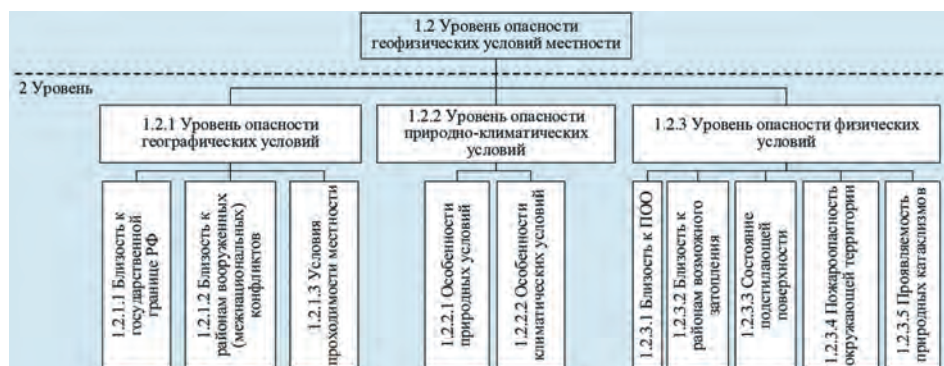 1.2 Уровень опасности
геофизических условий местности
2 Уровень
1.2.1 Уровень опасности
географических условий
1.2.2 Уровень опасности
природно-климатических
условий
1.2.3 Уровень опасности физических
условий
1.2.1.1 Близость к
государственной
границе РФ
1.2.1.2 Близость к
районам вооруженных
(межнациональных)
конфликтов
1.2.1.3 Условия
проходимости местности
1.2.2.1 Особенности
природных условий
1.2.2.2 Особенности
климатических условий
1.2.3.1 Близость к ПОО
1.2.3.2 Близость к
районам возможного
затопления
1.2.3.3 Состояние
подстилающей
поверхности
1.2.3.4 Пожароопасность
окружающей территории
1.2.3.5 Проявляемость
природных катаклизмов